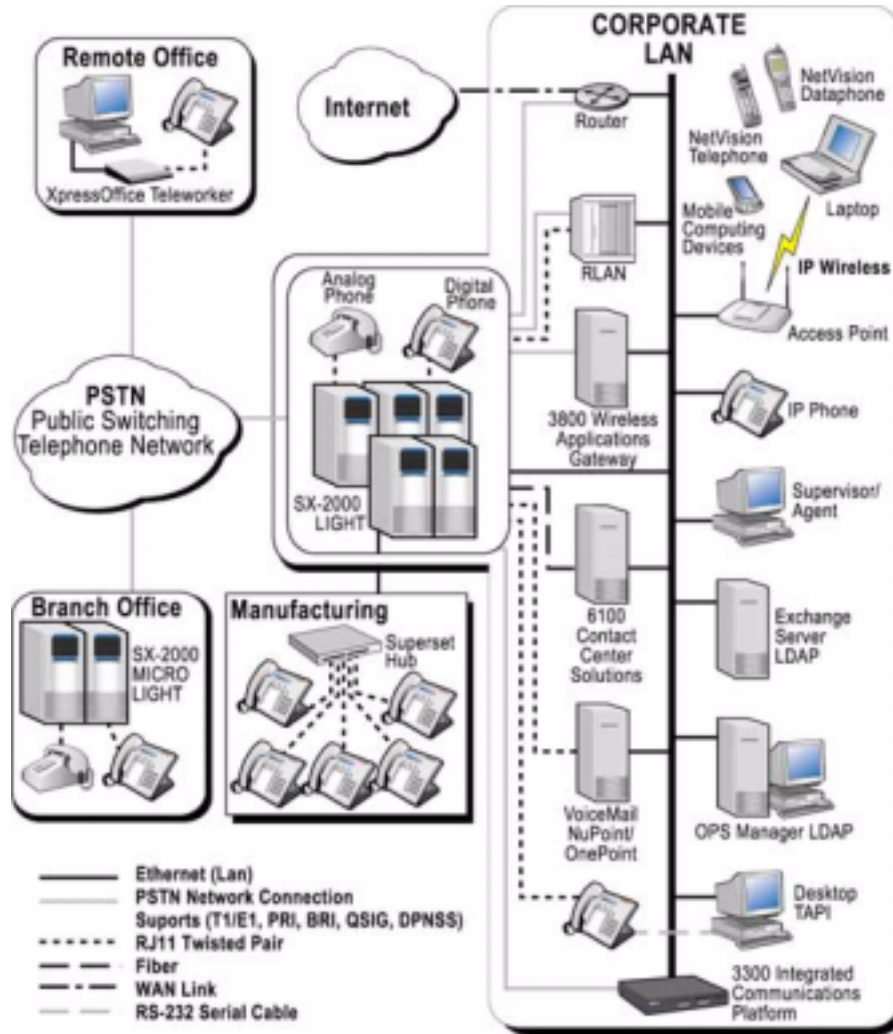 Remote Office
XpressOffice Teleworker
Internet
CORPORATE
LAN
Router
NetVision
Dataphone
NetVision
Telephone
Laptop
Mobile
Computing
Devices
IP Wireless
RLAN
Access Point
Analog
Phone
Digital
Phone
SX-2000
LIGHT
PSTN
Public Switching
Telephone Network
3800 Wireless
Applications
Gateway
IP Phone
Supervisor/
Agent
6100
Contact
Center
Solutions
Exchange
Server
LDAP
Branch Office
SX-2000
MICRO
LIGHT
Manufacturing
Superset
Hub
VoiceMail
NuPoint/
OnePoint
OPS Manager LDAP
Desktop
TAPI
3300 Integrated
Communications
Platform
Ethernet (Lan)
PSTN Network Connection
Suports (T1/E1, PRI, BRI, QSIG, DPNSS)
RJ11 Twisted Pair
Fiber
WAN Link
RS-232 Serial Cable